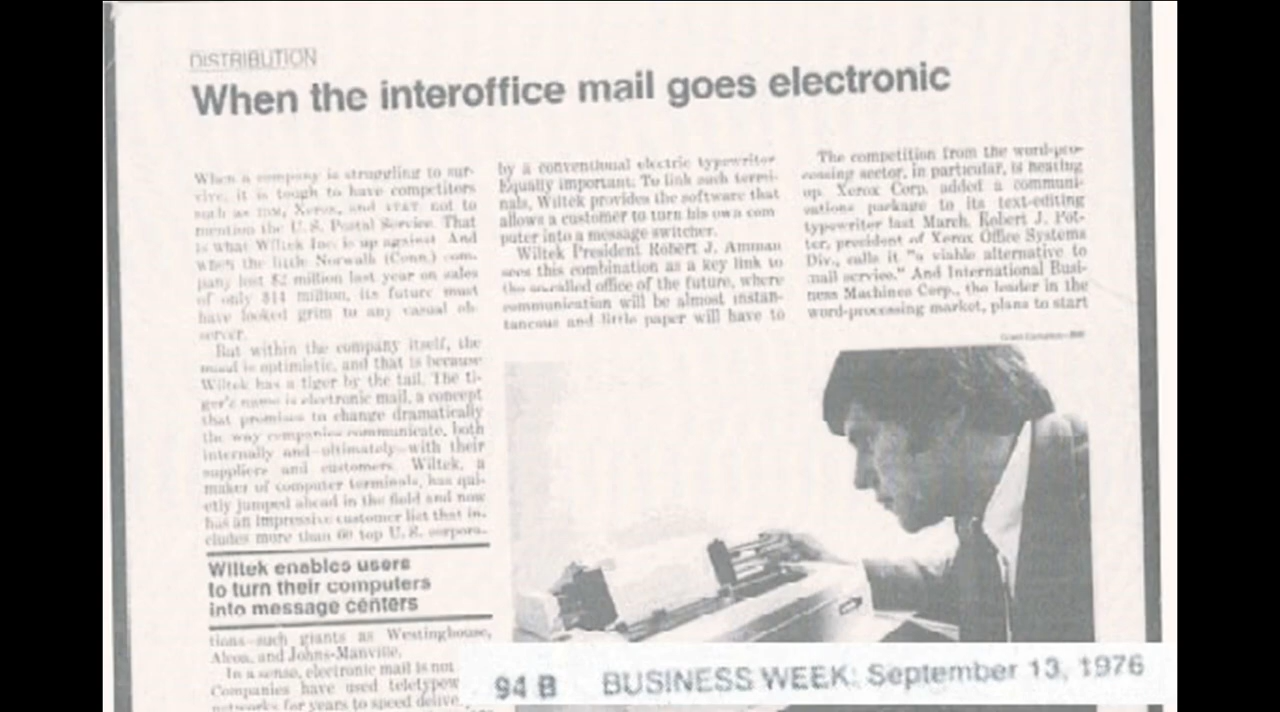 DISTRIBUTION
When the interoffice mail goes electronic
When a company is struggling to sur-
vive, it is tough to have competitors
such as IBM, Xerox, and AT&T, not to
mention the U. S. Postal Service. That
is what Wiltek Inc. is up against. And
when the little Norwalk (Conn.) com-
pany lost $2 million last year on sales
of only $14 million, its future must
have looked grim to any casual ob-
server.
But within the company itself, the
mood is optimistic, and that is because
Wiltek has a tiger by the tail. The ti-
ger's name is electronic mail, a concept
that promises to change dramatically
the way companies communicate, both
internally and—ultimately—with their
suppliers and customers. Wiltek, a
maker of computer terminals, has qui-
etly jumped ahead in the field and now
has an impressive customer list that in-
cludes more than 60 top U. S. corpora-
Wiltek enables users
to turn their computers
into message centers
tions—such giants as Westinghouse,
Alcoa, and Johns-Manville.
In a sense, electronic mail is not
Companies have used teletypew
networks for years to speed delive
by a conventional electric typewriter
Equally important: To link such termi-
nals, Wiltek provides the software that
allows a customer to turn his own com
puter into a message switcher.
Wiltek President Robert J. Amman
sees this combination as a key link to
the so-called office of the future, where
communication will be almost instan-
taneous and little paper will have to
The competition from the word-pro-
cessing sector, in particular, is heating
up. Xerox Corp. added a communi-
cations package to its text-editing
typewriter last March. Robert J. Pot-
ter, president of Xerox Office Systems
Div., calls it "a viable alternative to
mail service." And International Busi-
ness Machines Corp., the leader in the
word-processing market, plans to start
94 B BUSINESS WEEK: September 13, 1976